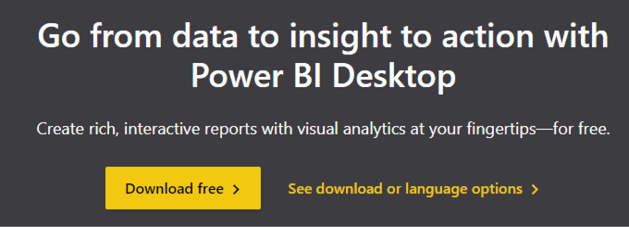 Go from data to insight to action with
Power BI Desktop
Create rich, interactive reports with visual analytics at your fingertips—for free.
Download free
See download or language options